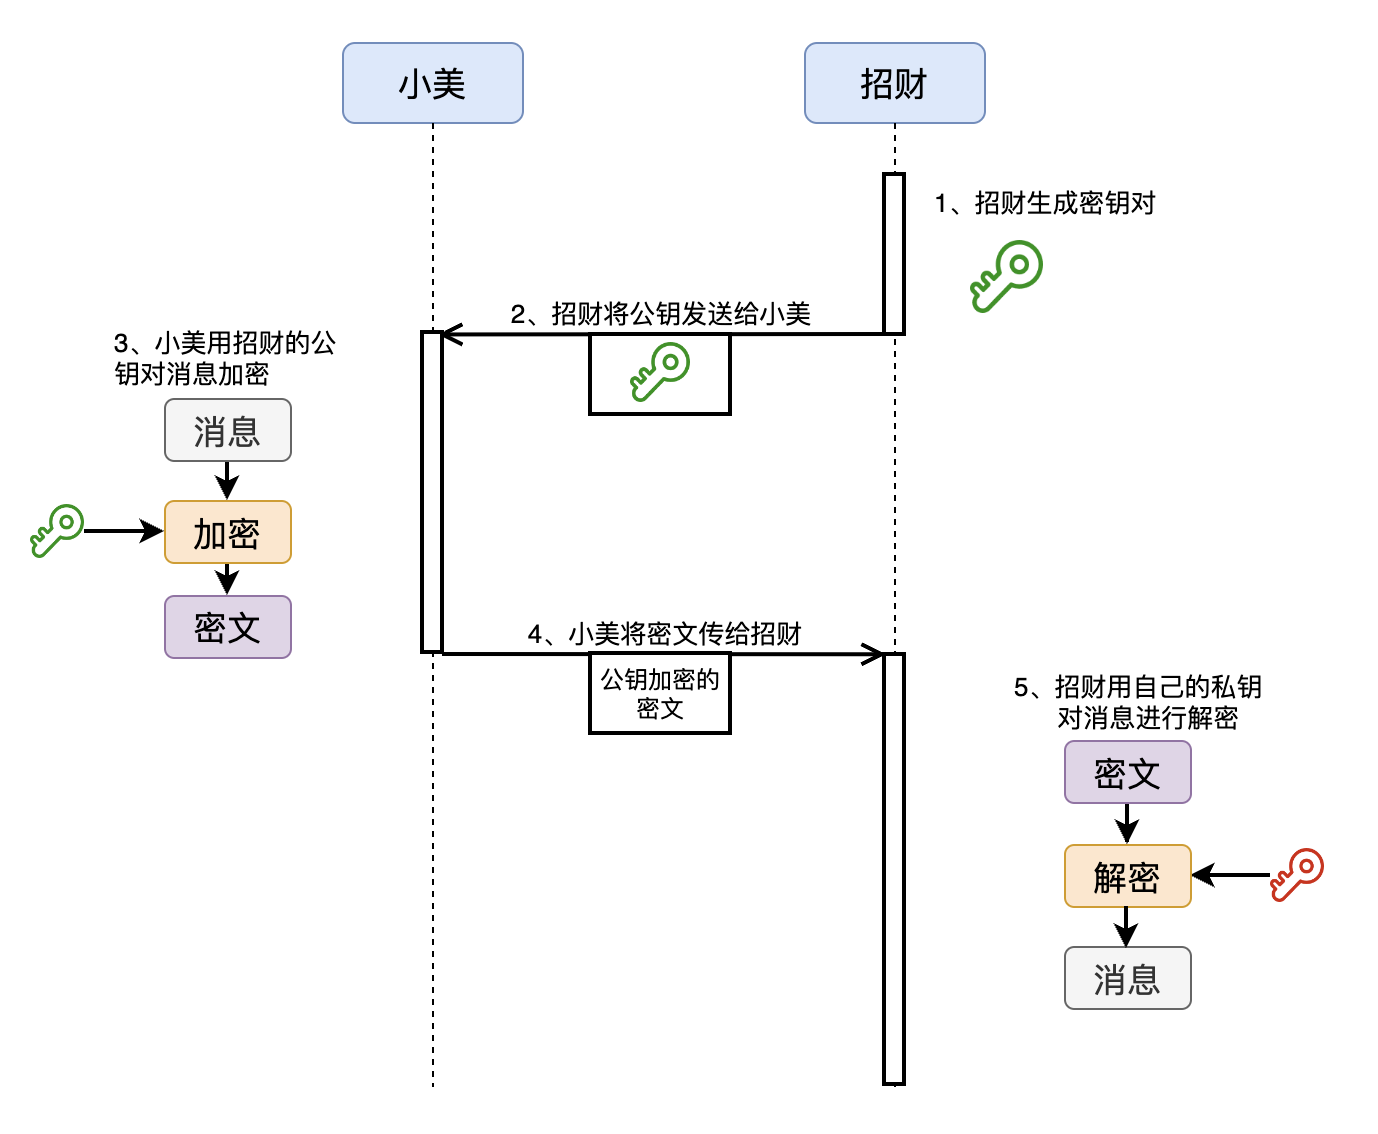 小美
招财
1、招财生成密钥对
2、招财将公钥发送给小美
3、小美用招财的公
钥对消息加密
消息
加密
密文
4、小美将密文传给招财
公钥加密的
密文
5、招财用自己的私钥
对消息进行解密
密文
解密
消息